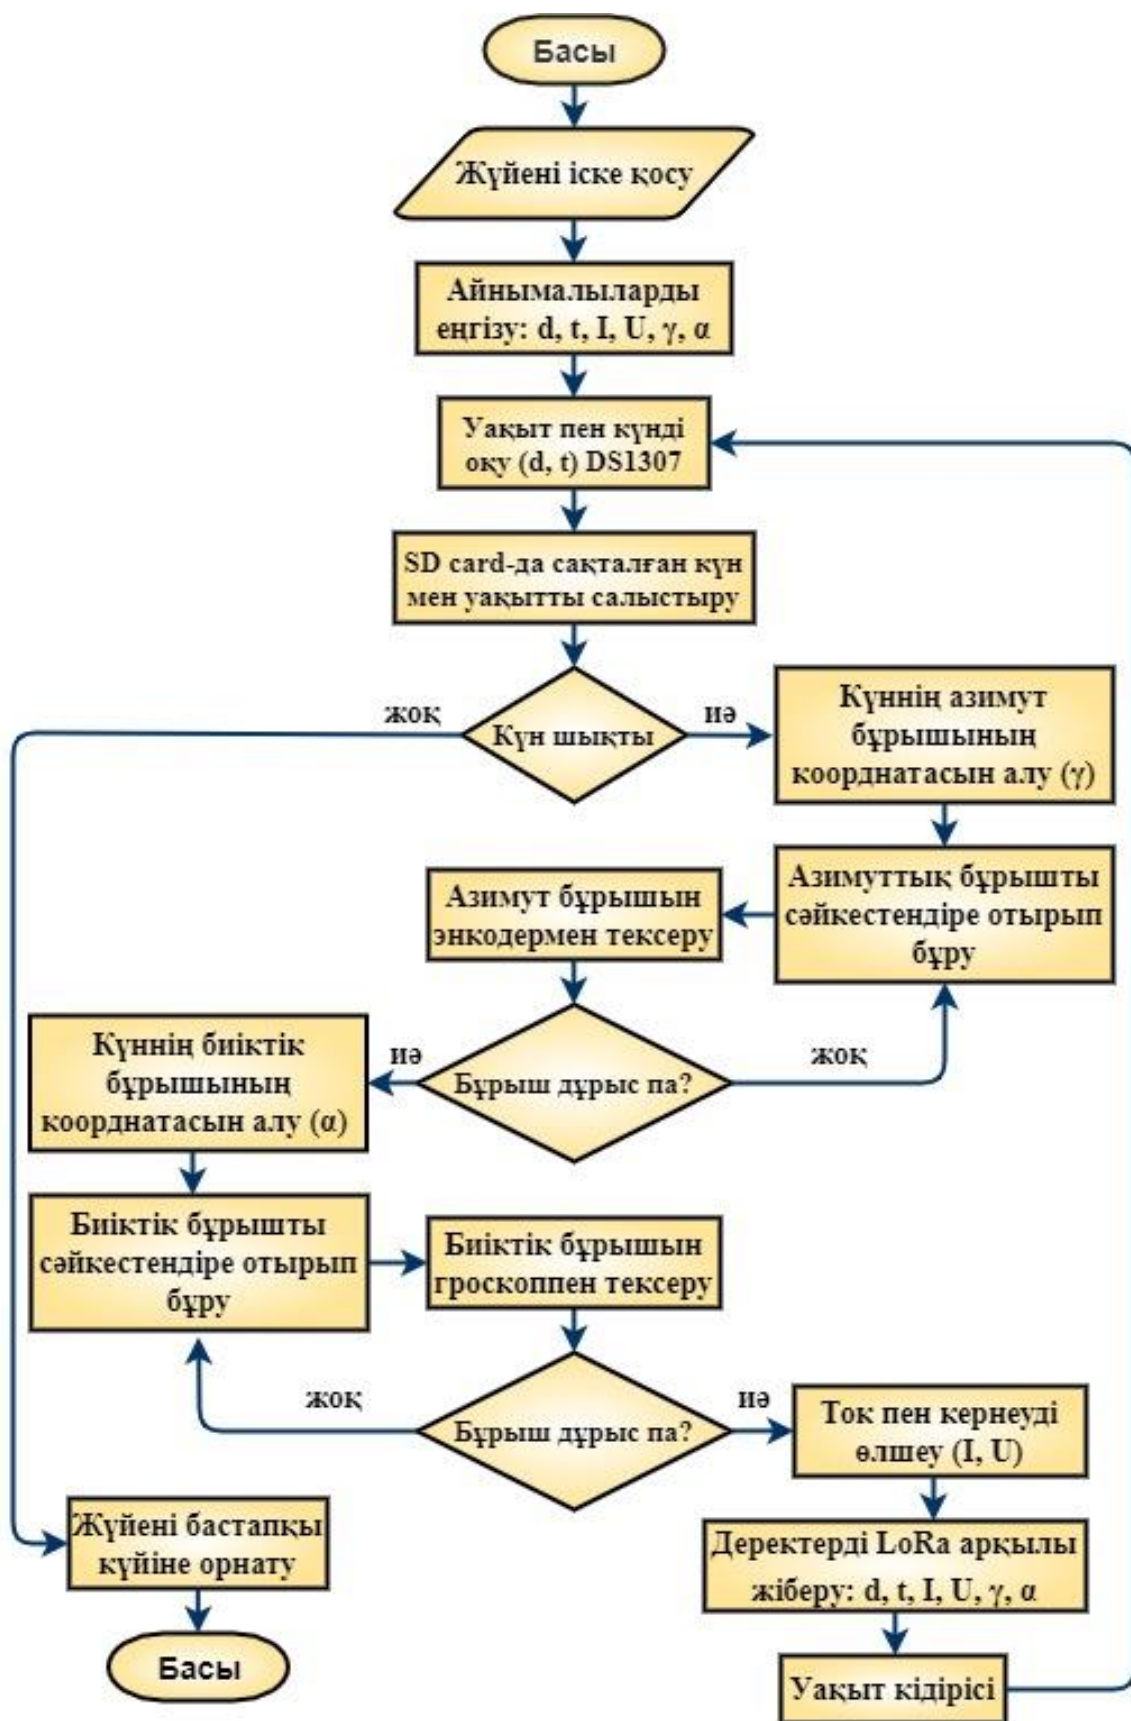 Басы
Жүйені іске қосу
Айнымалыларды
еңгізу: d, t, I, U, γ, α
Уақыт пен күнді
оқу (d, t) DS1307
SD card-да сақталған күн
мен уақытты салыстыру
жоқ
Күн шықты
иә
Күннің азимут
бұрышының
коорднатасын алу (γ)
Азимут бұрышын
энкодермен тексеру
Азимуттық бұрышты
сәйкестендіре отырып
бұру
Күннің биіктік
бұрышының
коорднатасын алу (α)
иә
Бұрыш дұрыс па?
жоқ
Биіктік бұрышты
сәйкестендіре отырып
бұру
Биіктік бұрышын
гроскоппен тексеру
жоқ
Бұрыш дұрыс па?
иә
Ток пен кернеуді
өлшеу (I, U)
Жүйені бастапқы
күйіне орнату
Деректерді LoRa арқылы
жіберу: d, t, I, U, γ, α
Басы
Уақыт кідірісі